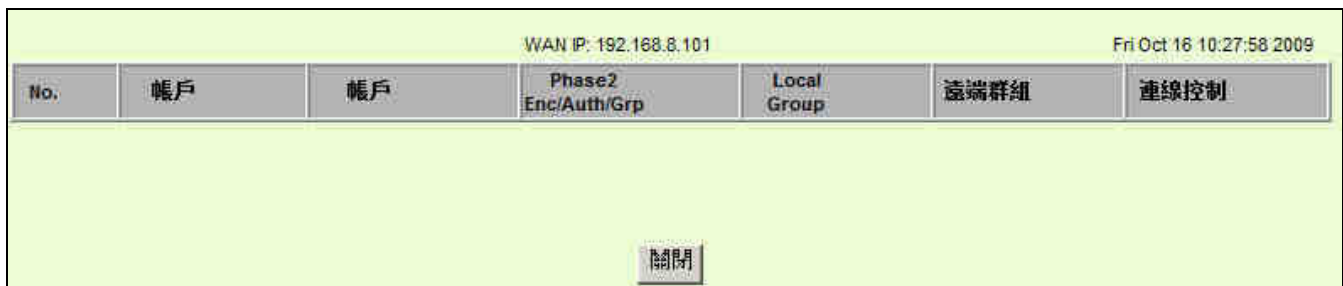 WAN IP: 192.168.8.101 Fri Oct 16 10:27:58 2009
No. 帳戶 帳戶 Phase2 Enc/Auth/Grp Local Group 遠端群組 連線控制
關閉